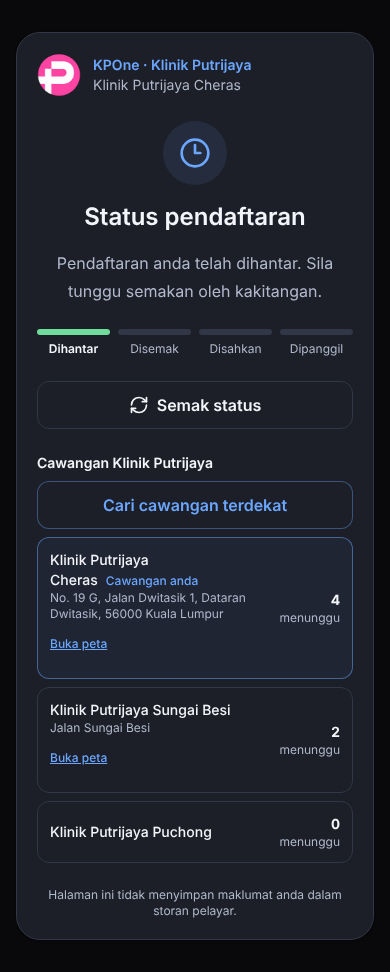 KPOne · Klinik Putrijaya
Klinik Putrijaya Cheras
Status pendaftaran
Pendaftaran anda telah dihantar. Sila
tunggu semakan oleh kakitangan.
Dihantar
Disemak
Disahkan
Dipanggil
Semak status
Cawangan Klinik Putrijaya
Cari cawangan terdekat
Klinik Putrijaya
Cheras Cawangan anda
No. 19 G, Jalan Dwitasik 1, Dataran
Dwitasik, 56000 Kuala Lumpur
Buka peta
4
menunggu
Klinik Putrijaya Sungai Besi
Jalan Sungai Besi
Buka peta
2
menunggu
Klinik Putrijaya Puchong
0
menunggu
Halaman ini tidak menyimpan maklumat anda dalam
storan pelayar.